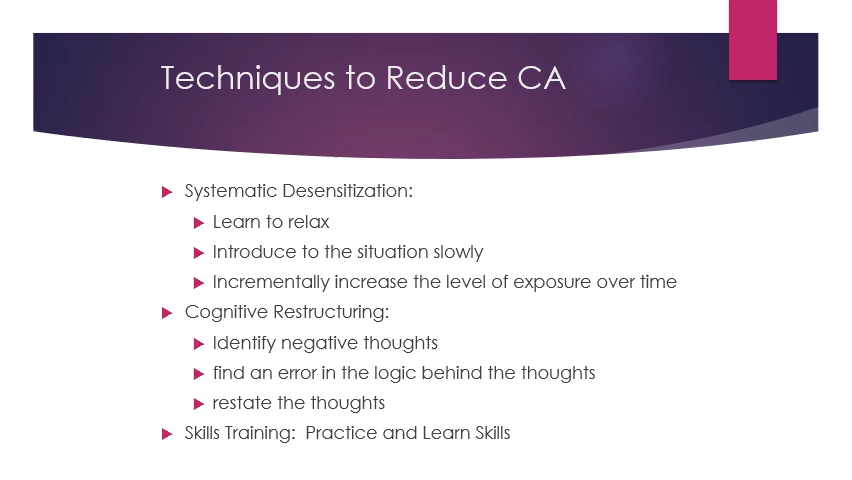 Techniques to Reduce CA
Systematic Desensitization:
Learn to relax
Introduce to the situation slowly
Incrementally increase the level of exposure over time
Cognitive Restructuring:
Identify negative thoughts
find an error in the logic behind the thoughts
restate the thoughts
Skills Training:  Practice and Learn Skills